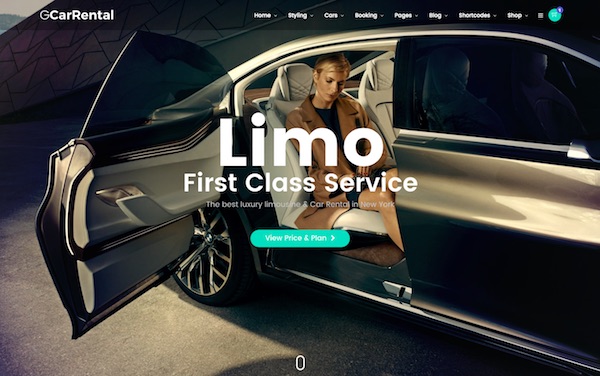 GCarRental
Home Styling Cars Booking Pages Blog Shortcodes Shop
Limo
First Class Service
The best luxury limousine & Car Rental in New York
View Price & Plan